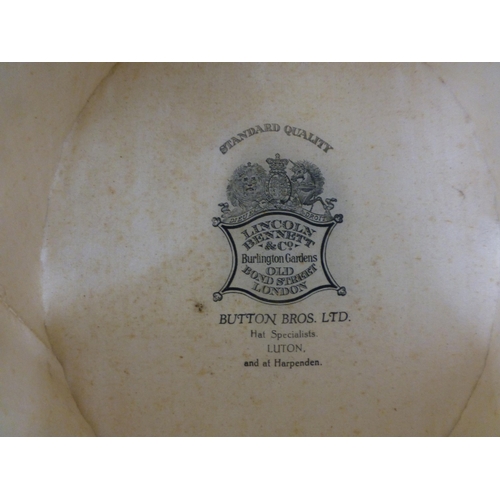 STANDARD QUALITY
LINCOLN
BENNETT
& Co.
Burlington Gardens
OLD
BOND STREET
LONDON
BUTTON BROS. LTD.
Hat Specialists.
LUTON,
and at Harpenden.